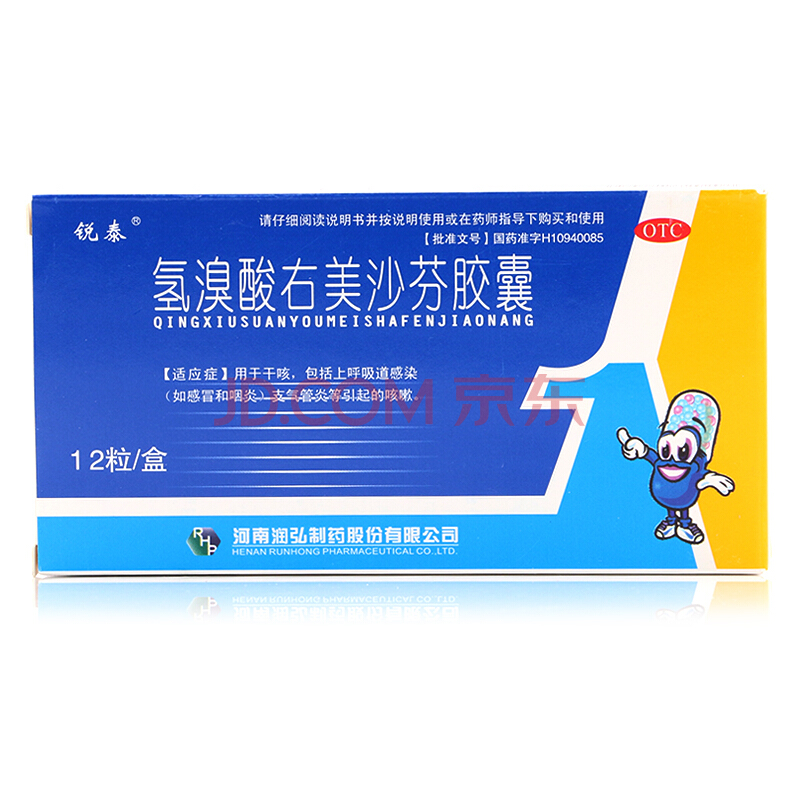 锐泰®
请仔细阅读说明书并按说明使用或在药师指导下购买和使用
【批准文号】国药准字H10940085
OTC
氢溴酸右美沙芬胶囊
QINGXIUSUANYOUMEISHAFENJIAONANG
【适应症】用于干咳,包括上呼吸道感染
(如感冒和咽炎)支气管炎等引起的咳嗽。
JD.COM 京东
12粒/盒
RHP
河南润弘制药股份有限公司
HENAN RUNHONG PHARMACEUTICAL CO.,LTD.